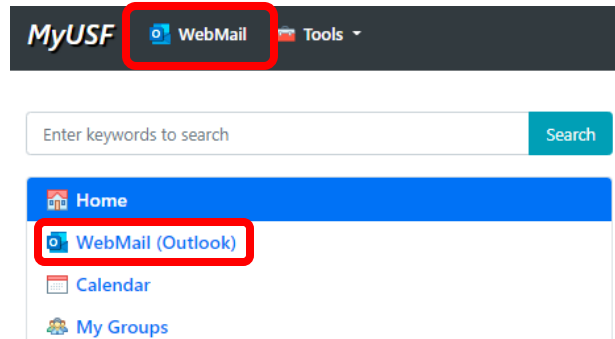 MyUSF WebMail Tools
Enter keywords to search Search
Home
WebMail (Outlook)
Calendar
My Groups